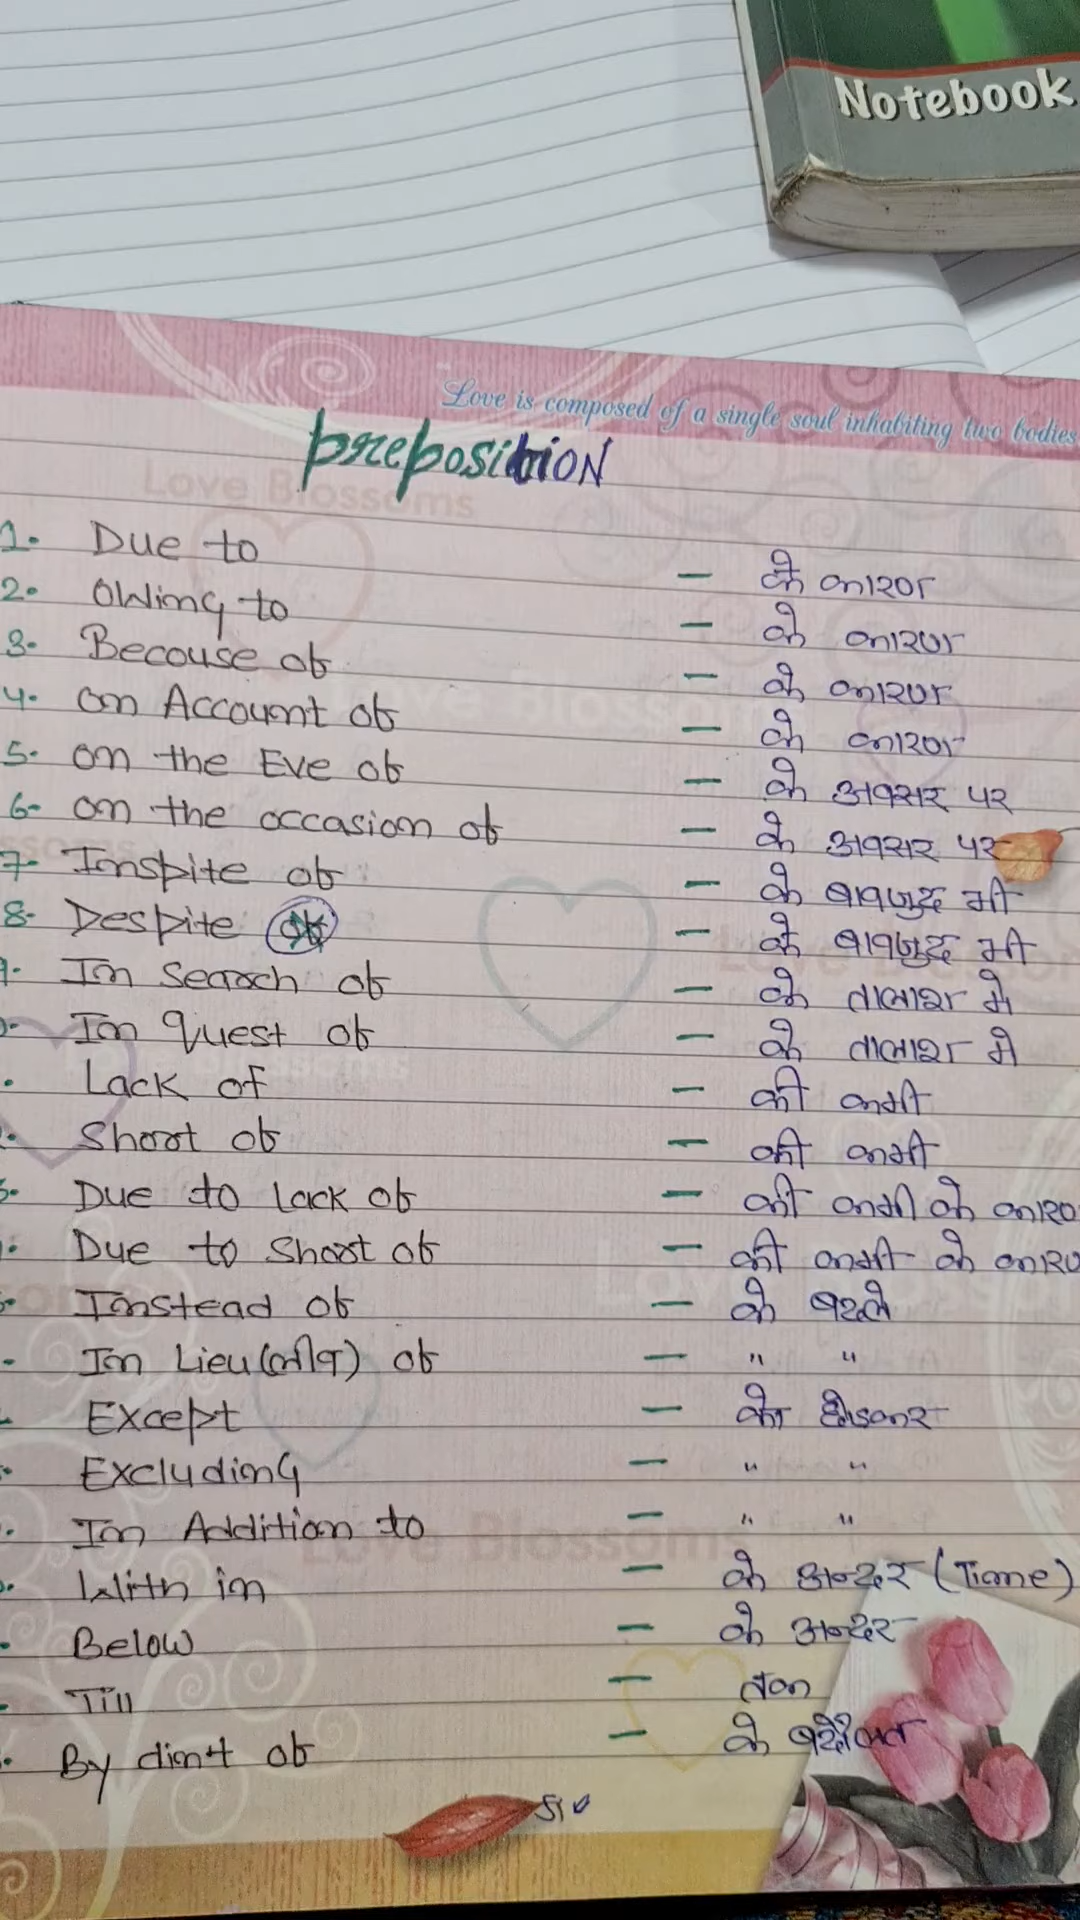 Notebook
Love is composed of a single soul inhabiting two bodies
preposition
1. Due to — के कारण
2. Owing to — के कारण
3. Becouse of — के कारण
4. on Account of — के कारण
5. on the Eve of — के अवसर पर
6- on the occasion of — के अवसर पर
7- Inspite of — के बावजुद भी
8- Despite — के बावजुद भी
9. In Search of — के तालाश मे
0- In quest of — के तालाश मे
. Lack of — की कमी
. Short of — की कमी
Due to Lack of — की कमी के कारण
. Due to Short of — की कमी के कारण
Instead of — के बदले
- In Lieu (लीव) of — " "
Except — को छोडकर
Excluding — " "
. In Addition to — " "
With in — के अन्दर (Time)
Below — के अन्दर
Till — तक
By dint of — के बदौलत